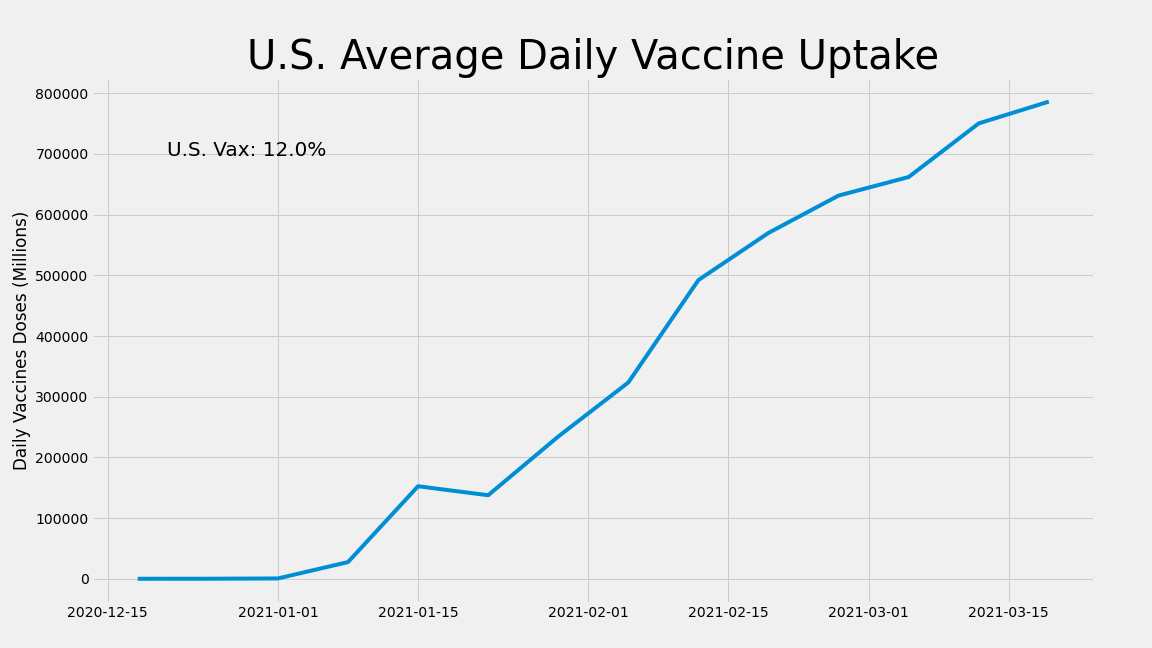 U.S. Average Daily Vaccine Uptake
800000
U.S. Vax: 12.0%
700000
600000
500000
400000
300000
200000
100000
0
Daily Vaccines Doses (Millions)
2020-12-15 2021-01-01 2021-01-15 2021-02-01 2021-02-15 2021-03-01 2021-03-15